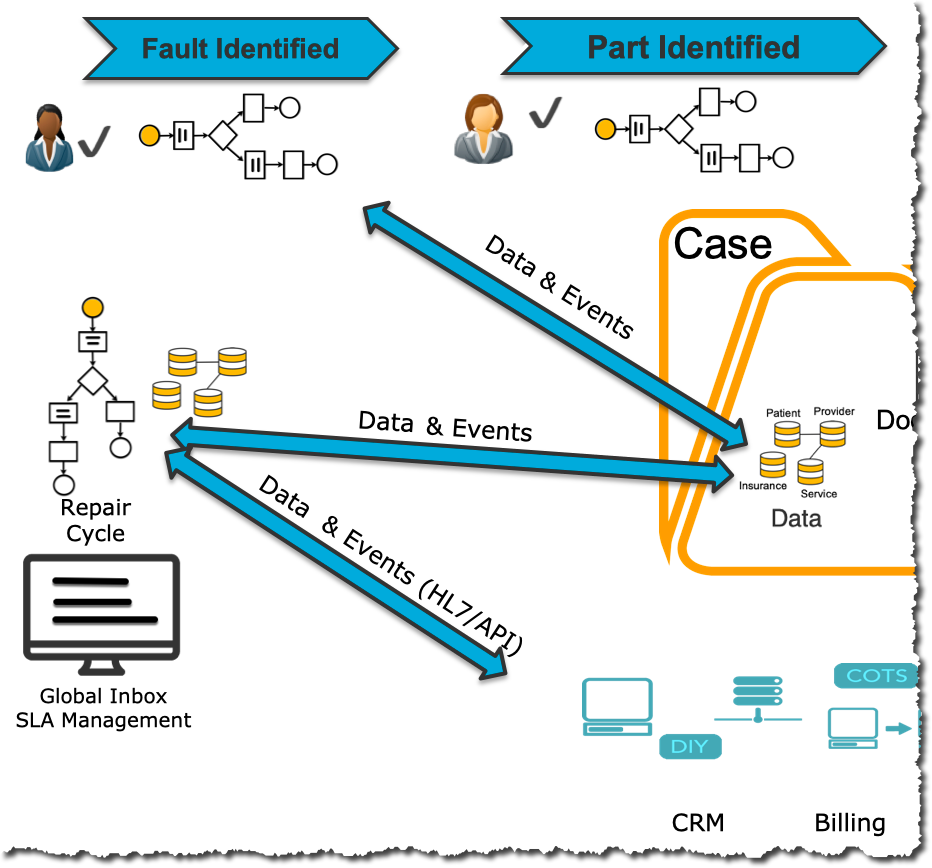 Fault Identified
Part Identified
Case
Data & Events
Data & Events
Data & Events (HL7/API)
Patient
Provider
Insurance
Service
Data
Repair
Cycle
Global Inbox
SLA Management
DIY
COTS
CRM
Billing